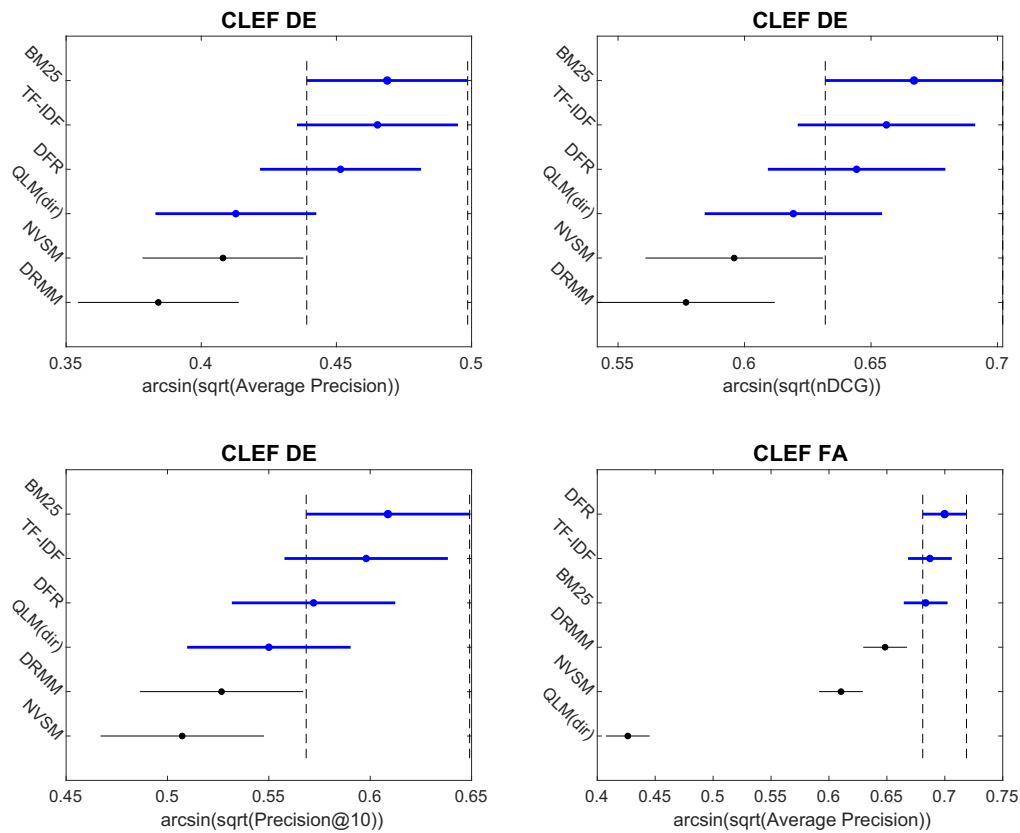 CLEF DE
BM25
TF-IDF
DFR
QLM(dir)
NVSM
DRMM
0.35 0.4 0.45 0.5
arcsin(sqrt(Average Precision))
CLEF DE
BM25
TF-IDF
DFR
QLM(dir)
NVSM
DRMM
0.55 0.6 0.65 0.7
arcsin(sqrt(nDCG))
CLEF DE
BM25
TF-IDF
DFR
QLM(dir)
DRMM
NVSM
0.45 0.5 0.55 0.6 0.65
arcsin(sqrt(Precision@10))
CLEF FA
DFR
TF-IDF
BM25
DRMM
NVSM
QLM(dir)
0.4 0.45 0.5 0.55 0.6 0.65 0.7 0.75
arcsin(sqrt(Average Precision))